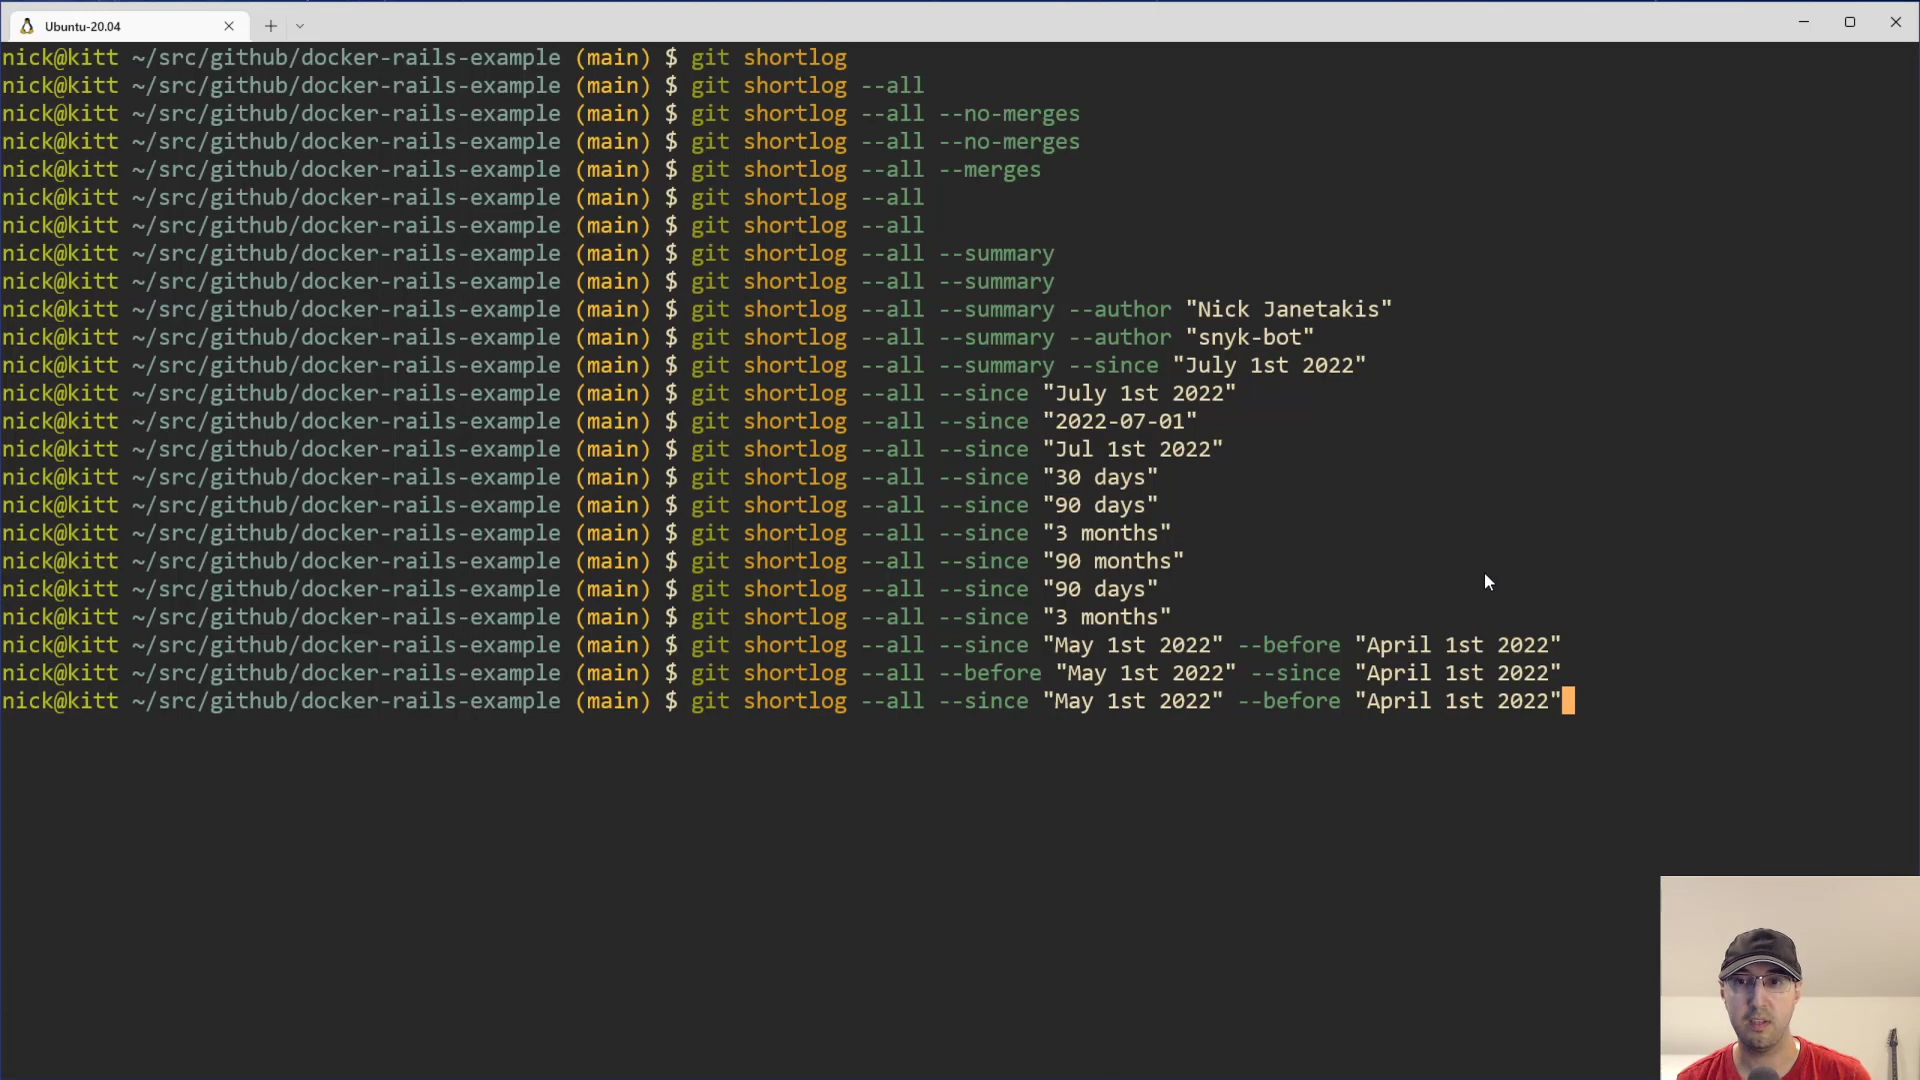 Ubuntu-20.04
nick@kitt ~/src/github/docker-rails-example (main) $ git shortlog
nick@kitt ~/src/github/docker-rails-example (main) $ git shortlog --all
nick@kitt ~/src/github/docker-rails-example (main) $ git shortlog --all --no-merges
nick@kitt ~/src/github/docker-rails-example (main) $ git shortlog --all --no-merges
nick@kitt ~/src/github/docker-rails-example (main) $ git shortlog --all --merges
nick@kitt ~/src/github/docker-rails-example (main) $ git shortlog --all
nick@kitt ~/src/github/docker-rails-example (main) $ git shortlog --all
nick@kitt ~/src/github/docker-rails-example (main) $ git shortlog --all --summary
nick@kitt ~/src/github/docker-rails-example (main) $ git shortlog --all --summary
nick@kitt ~/src/github/docker-rails-example (main) $ git shortlog --all --summary --author "Nick Janetakis"
nick@kitt ~/src/github/docker-rails-example (main) $ git shortlog --all --summary --author "snyk-bot"
nick@kitt ~/src/github/docker-rails-example (main) $ git shortlog --all --summary --since "July 1st 2022"
nick@kitt ~/src/github/docker-rails-example (main) $ git shortlog --all --since "July 1st 2022"
nick@kitt ~/src/github/docker-rails-example (main) $ git shortlog --all --since "2022-07-01"
nick@kitt ~/src/github/docker-rails-example (main) $ git shortlog --all --since "Jul 1st 2022"
nick@kitt ~/src/github/docker-rails-example (main) $ git shortlog --all --since "30 days"
nick@kitt ~/src/github/docker-rails-example (main) $ git shortlog --all --since "90 days"
nick@kitt ~/src/github/docker-rails-example (main) $ git shortlog --all --since "3 months"
nick@kitt ~/src/github/docker-rails-example (main) $ git shortlog --all --since "90 months"
nick@kitt ~/src/github/docker-rails-example (main) $ git shortlog --all --since "90 days"
nick@kitt ~/src/github/docker-rails-example (main) $ git shortlog --all --since "3 months"
nick@kitt ~/src/github/docker-rails-example (main) $ git shortlog --all --since "May 1st 2022" --before "April 1st 2022"
nick@kitt ~/src/github/docker-rails-example (main) $ git shortlog --all --before "May 1st 2022" --since "April 1st 2022"
nick@kitt ~/src/github/docker-rails-example (main) $ git shortlog --all --since "May 1st 2022" --before "April 1st 2022"